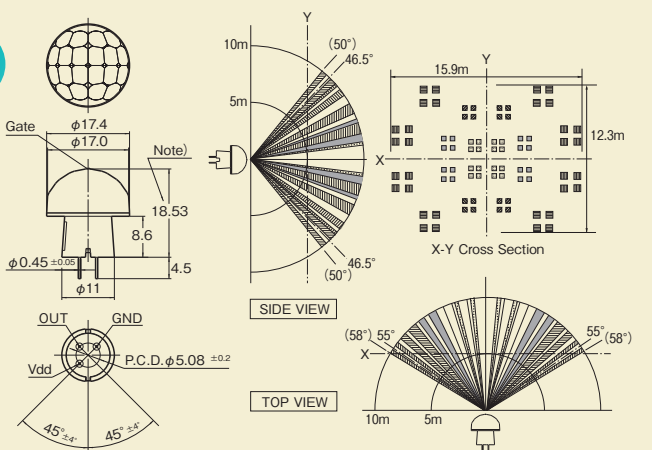 Gate
φ17.4
φ17.0
Note)
18.53
8.6
4.5
φ0.45 ±0.05
φ11
OUT
GND
Vdd
P.C.D.φ5.08 ±0.2
45°±4°
45°±4°
Y
10m
5m
(50°)
46.5°
46.5°
(50°)
SIDE VIEW
Y
15.9m
12.3m
X
X-Y Cross Section
(58°)
55°
55°
(58°)
X
10m
5m
TOP VIEW